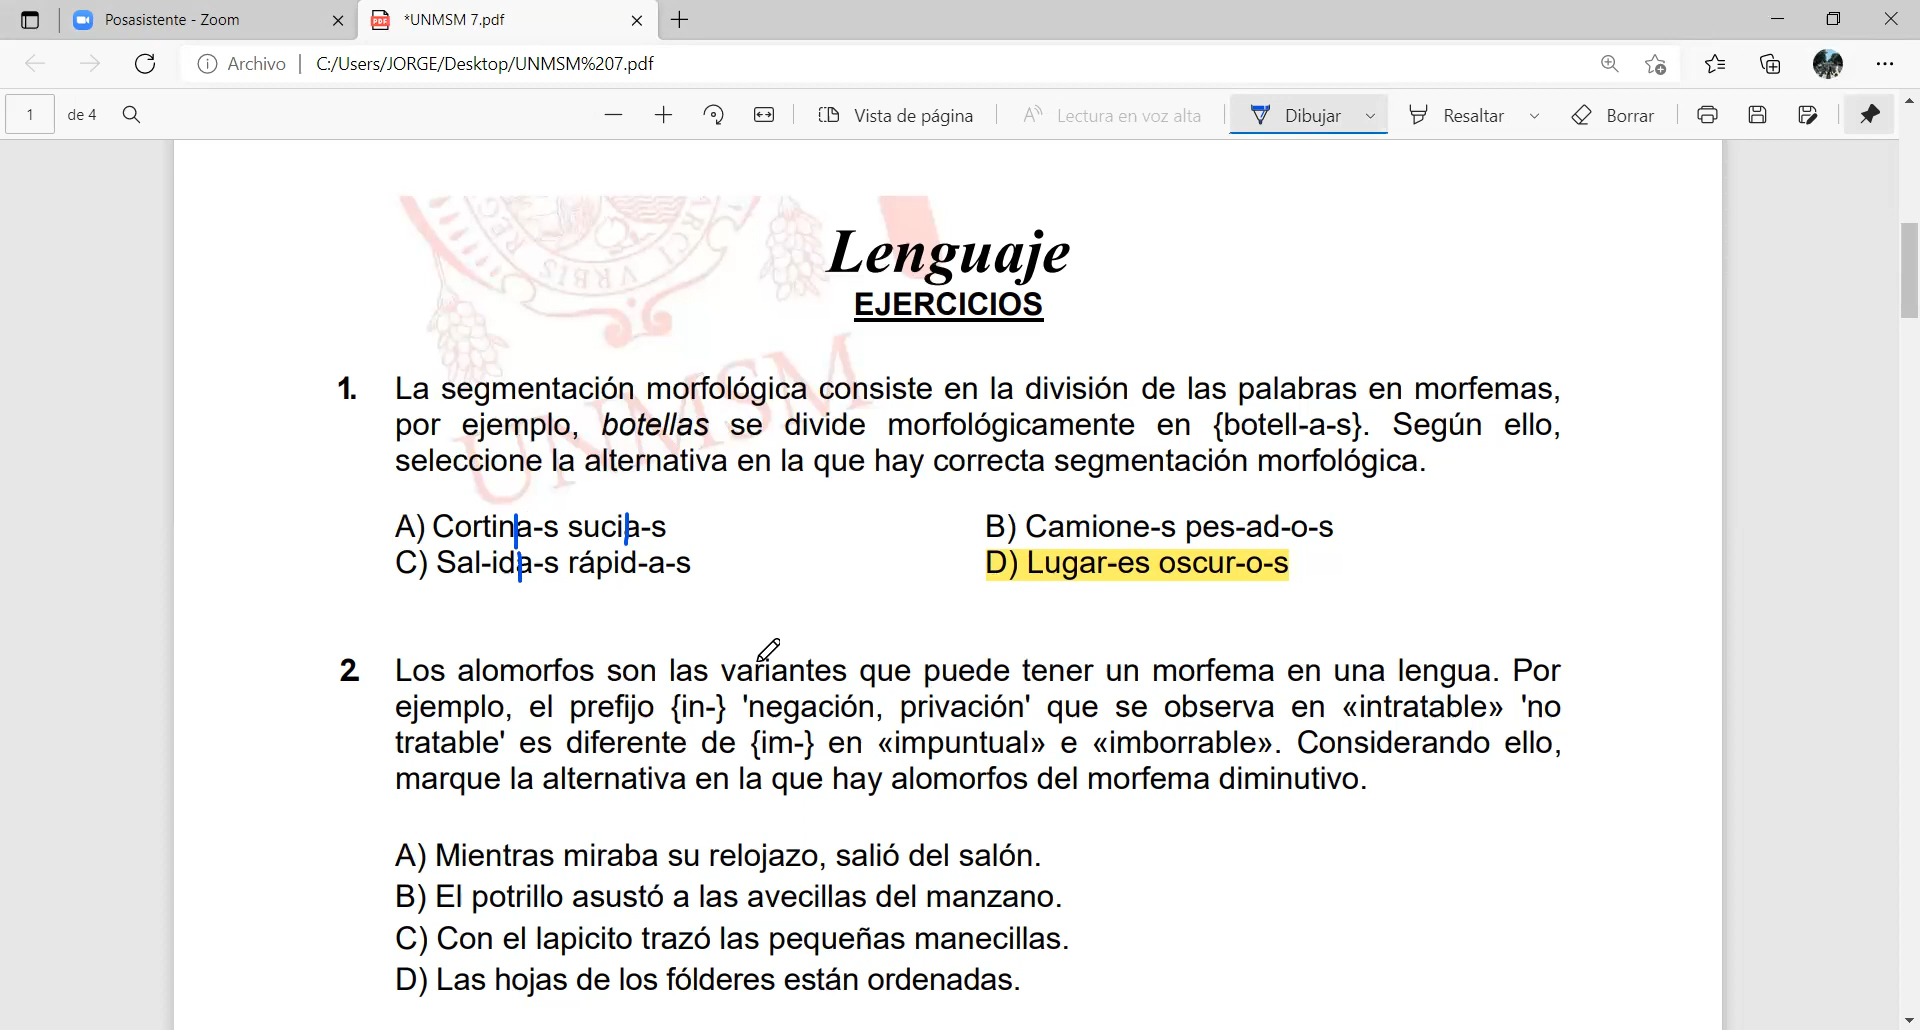 Posasistente - Zoom
*UNMSM 7.pdf
Archivo | C:/Users/JORGE/Desktop/UNMSM%207.pdf
1 de 4
Vista de página
Lectura en voz alta
Dibujar
Resaltar
Borrar
UNMSM
Lenguaje
EJERCICIOS
1. La segmentación morfológica consiste en la división de las palabras en morfemas,
por ejemplo, botellas se divide morfológicamente en {botell-a-s}. Según ello,
seleccione la alternativa en la que hay correcta segmentación morfológica.
A) Cortina-s sucia-s
B) Camione-s pes-ad-o-s
C) Sal-ida-s rápid-a-s
D) Lugar-es oscur-o-s
2 Los alomorfos son las variantes que puede tener un morfema en una lengua. Por
ejemplo, el prefijo {in-} 'negación, privación' que se observa en «intratable» 'no
tratable' es diferente de {im-} en «impuntual» e «imborrable». Considerando ello,
marque la alternativa en la que hay alomorfos del morfema diminutivo.
A) Mientras miraba su relojazo, salió del salón.
B) El potrillo asustó a las avecillas del manzano.
C) Con el lapicito trazó las pequeñas manecillas.
D) Las hojas de los fólderes están ordenadas.